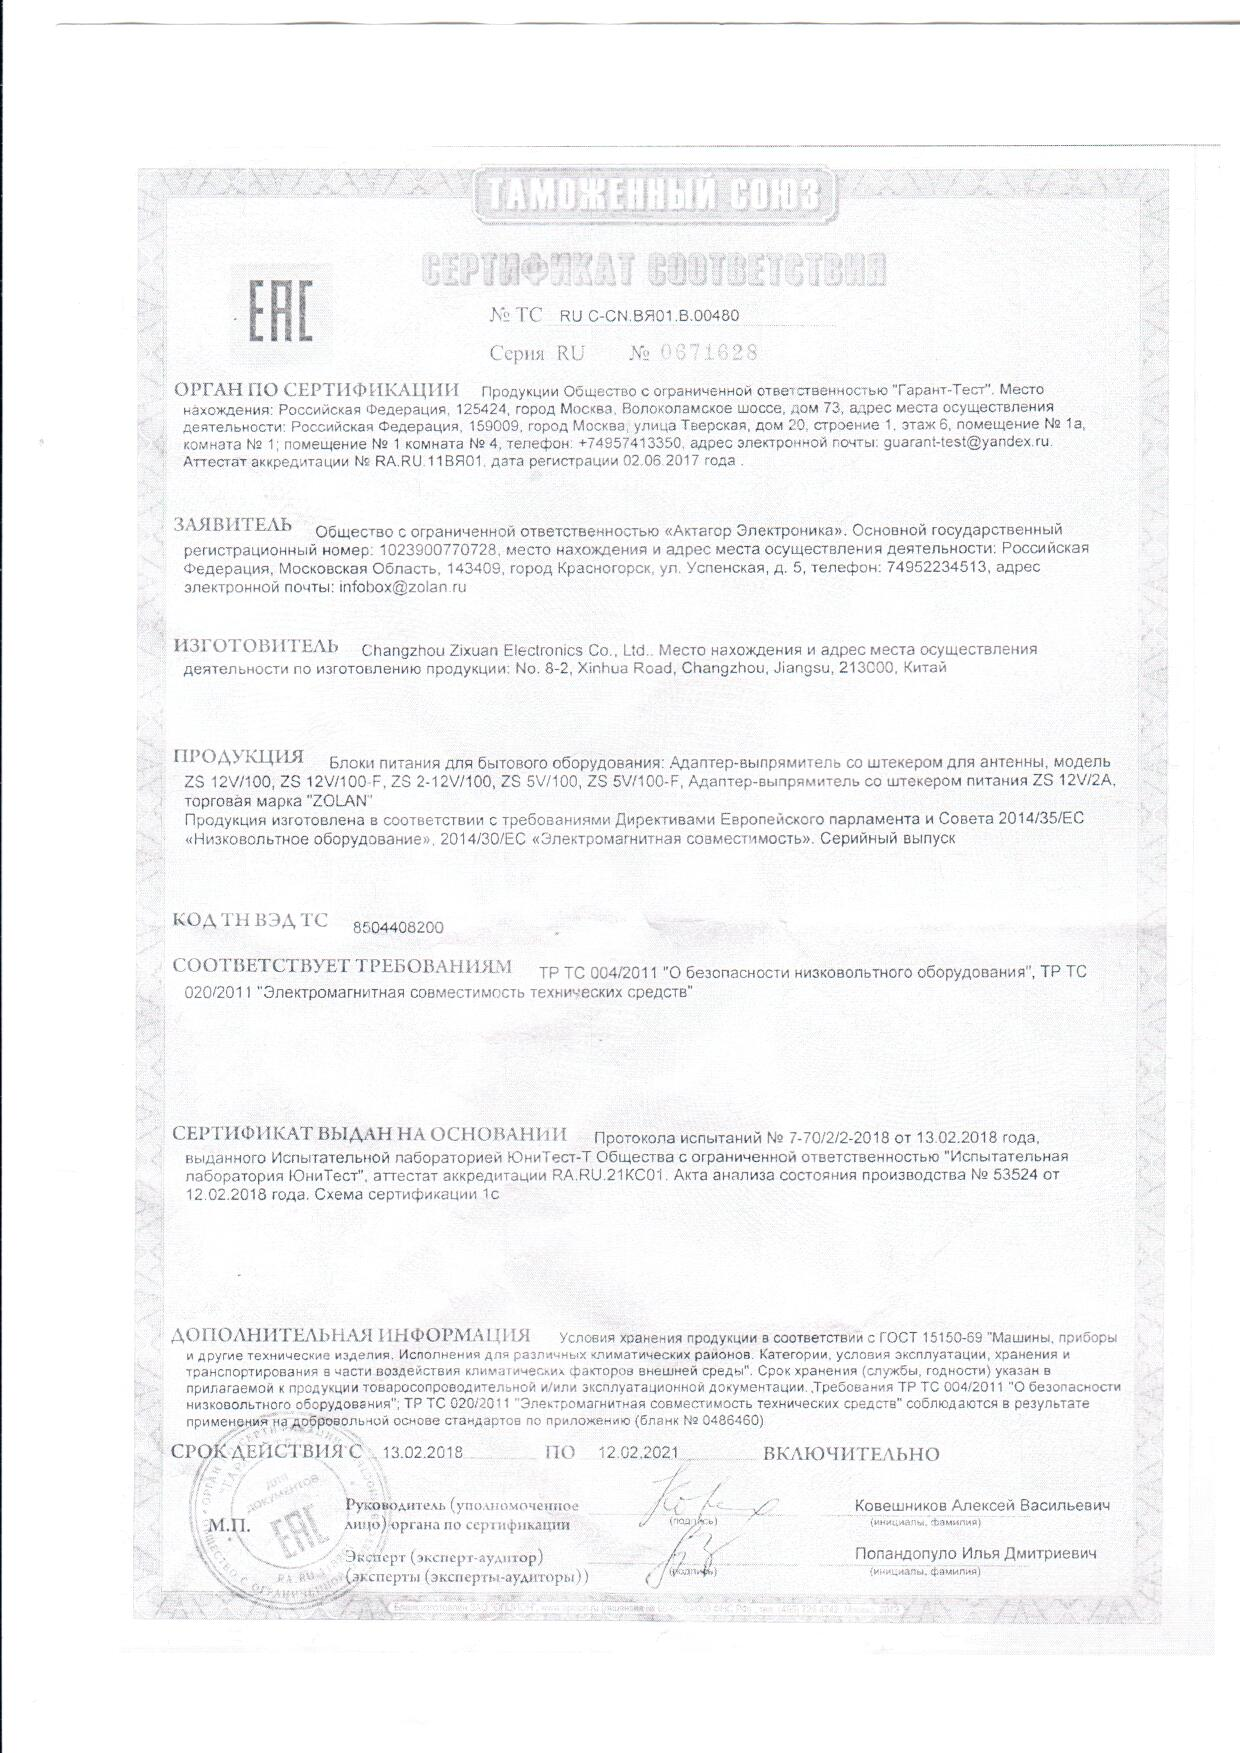 ТАМОЖЕННЫЙ СОЮЗ
СЕРТИФИКАТ СООТВЕТСТВИЯ
ЕАС
№ ТС RU C-CN.ВЯ01.В.00480
Серия RU № 0671628
ОРГАН ПО СЕРТИФИКАЦИИ Продукции Общество с ограниченной ответственностью "Гарант-Тест". Место
нахождения: Российская Федерация, 125424, город Москва, Волоколамское шоссе, дом 73, адрес места осуществления
деятельности: Российская Федерация, 159009, город Москва, улица Тверская, дом 20, строение 1, этаж 6, помещение № 1а,
комната № 1; помещение № 1 комната № 4, телефон: +74957413350, адрес электронной почты: guarant-test@yandex.ru.
Аттестат аккредитации № RA.RU.11ВЯ01, дата регистрации 02.06.2017 года .
ЗАЯВИТЕЛЬ Общество с ограниченной ответственностью «Актагор Электроника». Основной государственный
регистрационный номер: 1023900770728, место нахождения и адрес места осуществления деятельности: Российская
Федерация, Московская Область, 143409, город Красногорск, ул. Успенская, д. 5, телефон: 74952234513, адрес
электронной почты: infobox@zolan.ru
ИЗГОТОВИТЕЛЬ Changzhou Zixuan Electronics Co., Ltd.. Место нахождения и адрес места осуществления
деятельности по изготовлению продукции: No. 8-2, Xinhua Road, Changzhou, Jiangsu, 213000, Китай
ПРОДУКЦИЯ Блоки питания для бытового оборудования: Адаптер-выпрямитель со штекером для антенны, модель
ZS 12V/100, ZS 12V/100-F, ZS 2-12V/100, ZS 5V/100, ZS 5V/100-F, Адаптер-выпрямитель со штекером питания ZS 12V/2A,
торговая марка "ZOLAN"
Продукция изготовлена в соответствии с требованиями Директивами Европейского парламента и Совета 2014/35/ЕС
«Низковольтное оборудование», 2014/30/ЕС «Электромагнитная совместимость». Серийный выпуск
КОД ТН ВЭД ТС 8504408200
СООТВЕТСТВУЕТ ТРЕБОВАНИЯМ ТР ТС 004/2011 "О безопасности низковольтного оборудования", ТР ТС
020/2011 "Электромагнитная совместимость технических средств"
СЕРТИФИКАТ ВЫДАН НА ОСНОВАНИИ Протокола испытаний № 7-70/2/2-2018 от 13.02.2018 года,
выданного Испытательной лабораторией ЮниТест-Т Общества с ограниченной ответственностью "Испытательная
лаборатория ЮниТест", аттестат аккредитации RA.RU.21КС01. Акта анализа состояния производства № 53524 от
12.02.2018 года. Схема сертификации 1с
ДОПОЛНИТЕЛЬНАЯ ИНФОРМАЦИЯ Условия хранения продукции в соответствии с ГОСТ 15150-69 "Машины, приборы
и другие технические изделия. Исполнения для различных климатических районов. Категории, условия эксплуатации, хранения и
транспортирования в части воздействия климатических факторов внешней среды". Срок хранения (службы, годности) указан в
прилагаемой к продукции товаросопроводительной и/или эксплуатационной документации. ,Требования ТР ТС 004/2011 "О безопасности
низковольтного оборудования"; ТР ТС 020/2011 "Электромагнитная совместимость технических средств" соблюдаются в результате
применения на добровольной основе стандартов по приложению (бланк № 0486460)
СРОК ДЕЙСТВИЯ С 13.02.2018 ПО 12.02.2021 ВКЛЮЧИТЕЛЬНО
ДЛЯ
ДОКУМЕНТОВ
ЕАС
М.П.
Руководитель (уполномоченное
лицо) органа по сертификации
(подпись)
Ковешников Алексей Васильевич
(инициалы, фамилия)
Эксперт (эксперт-аудитор)
(эксперты (эксперты-аудиторы))
(подпись)
Попандопуло Илья Дмитриевич
(инициалы, фамилия)